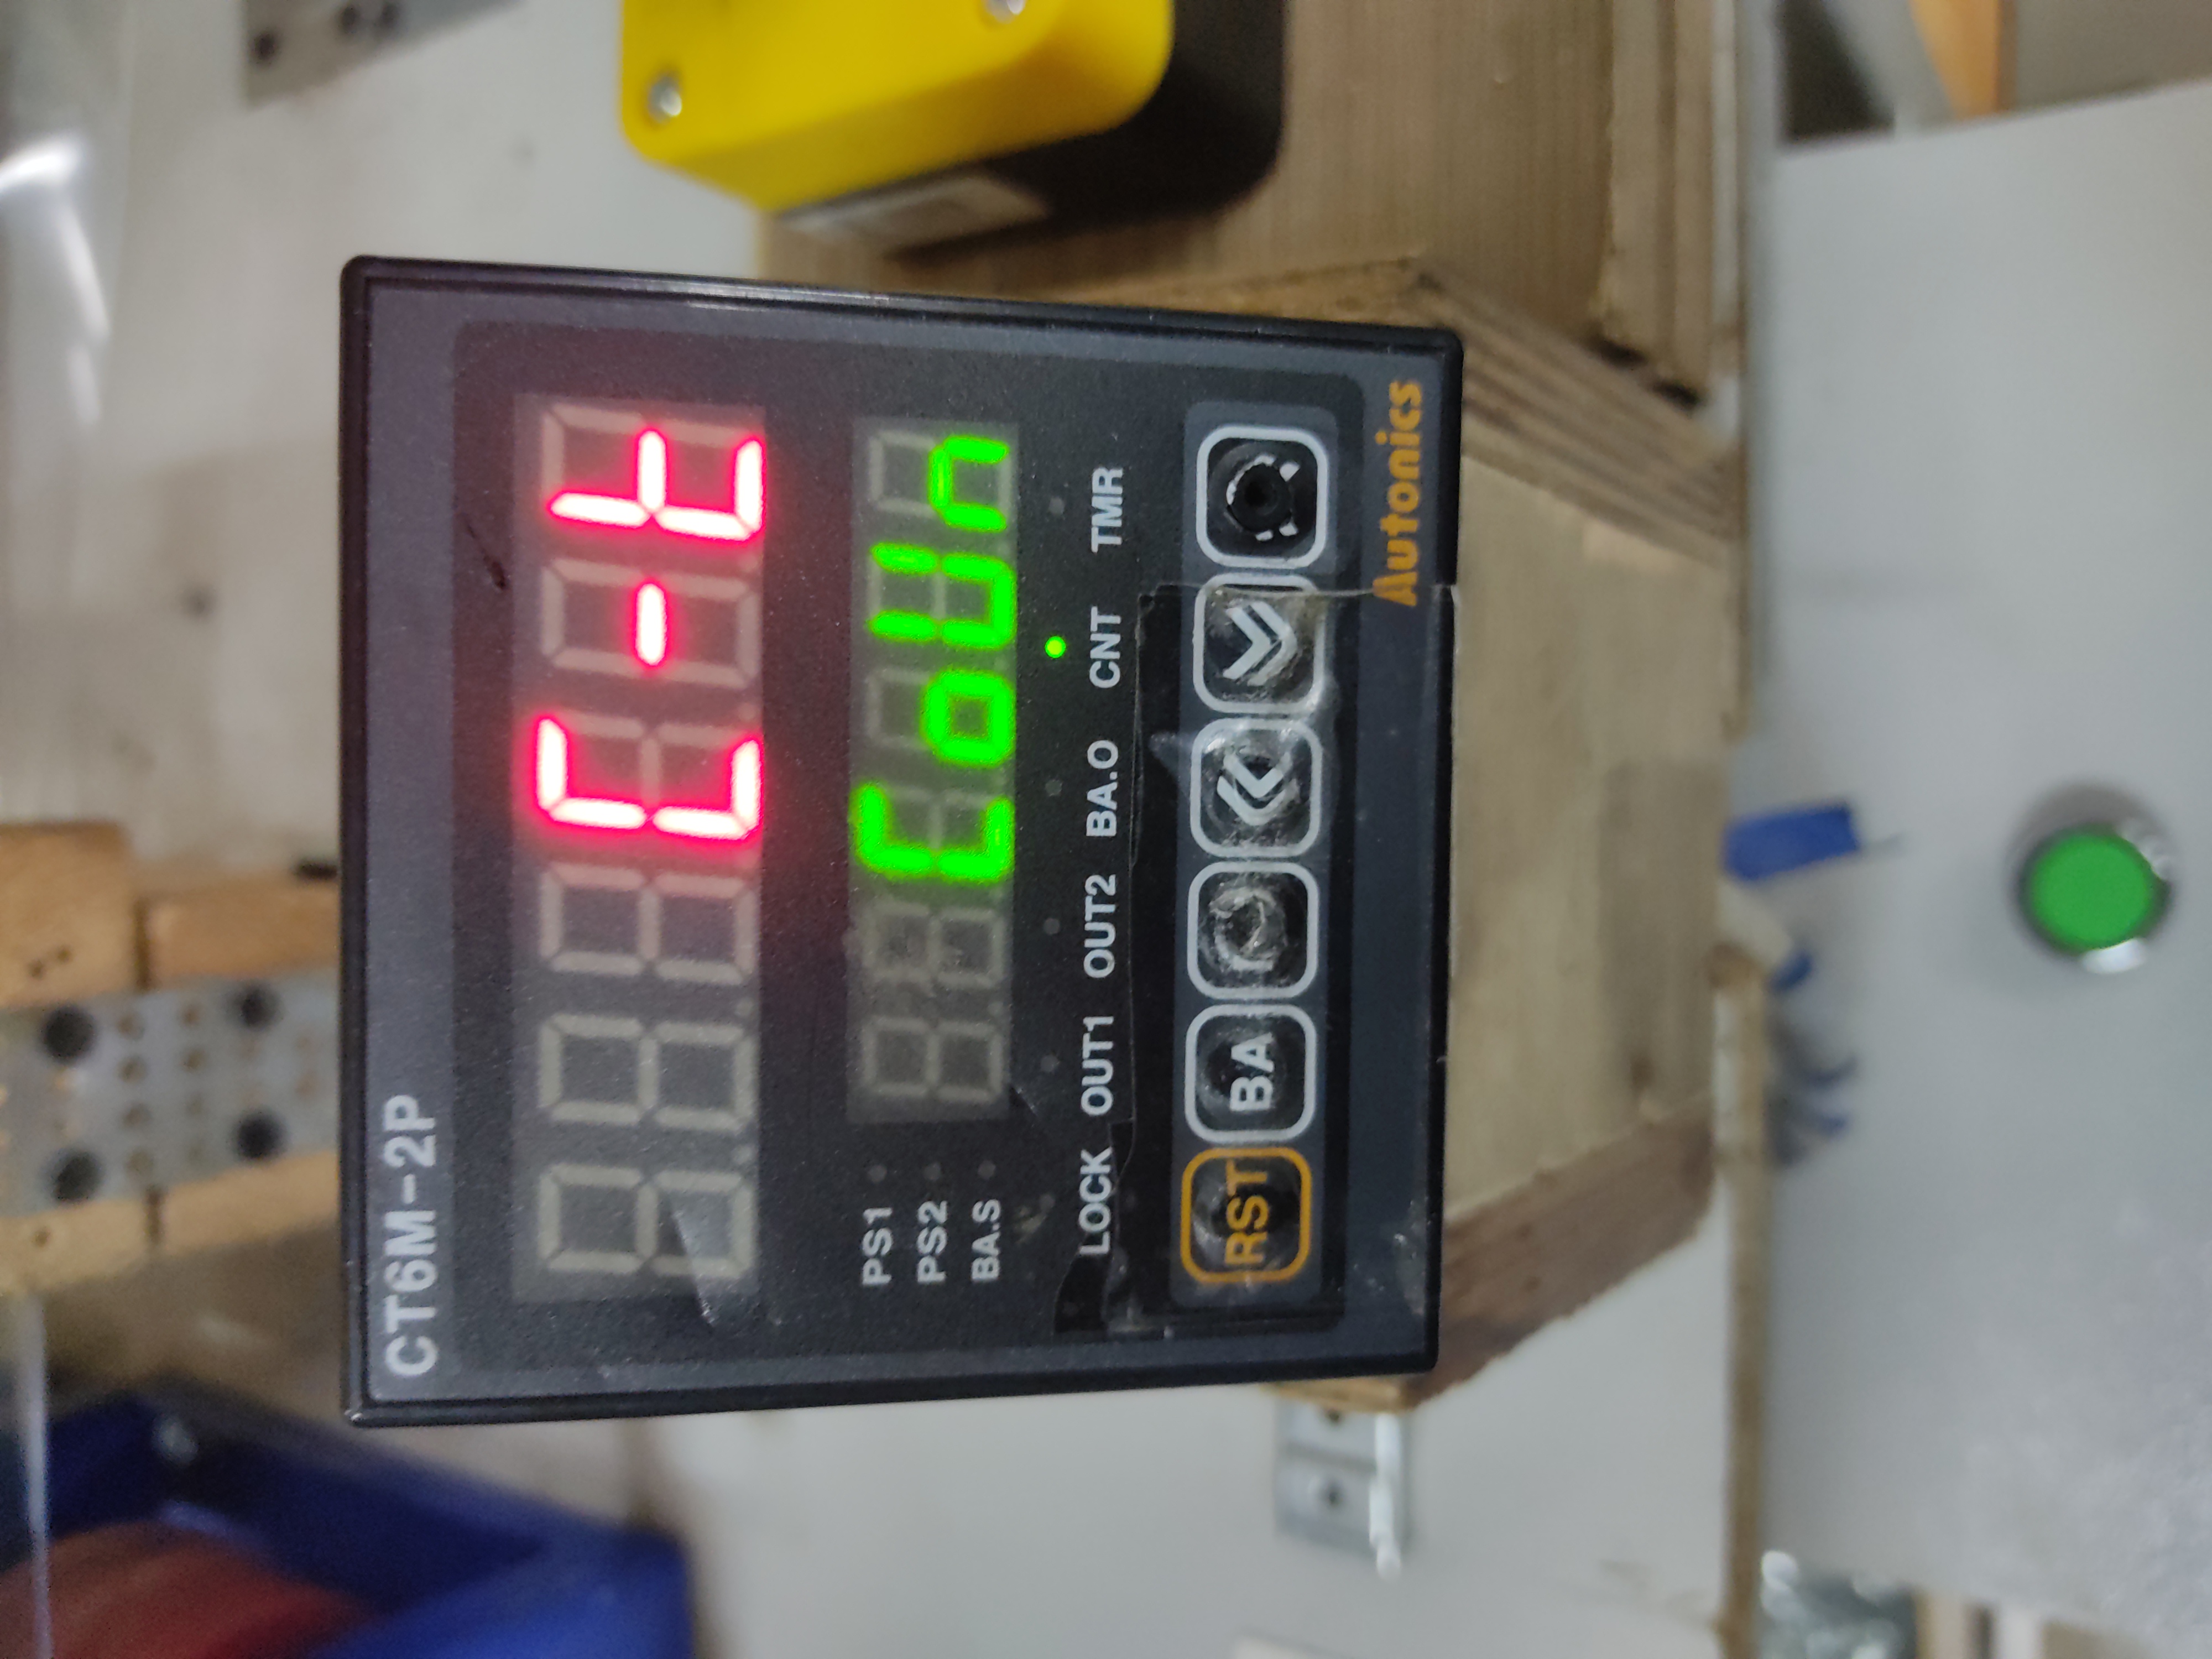 CT6M-2P
C-t
PS1
PS2
BA.S
CoUn
LOCK OUT1 OUT2 BA.O CNT TMR
RST BA
Autonics